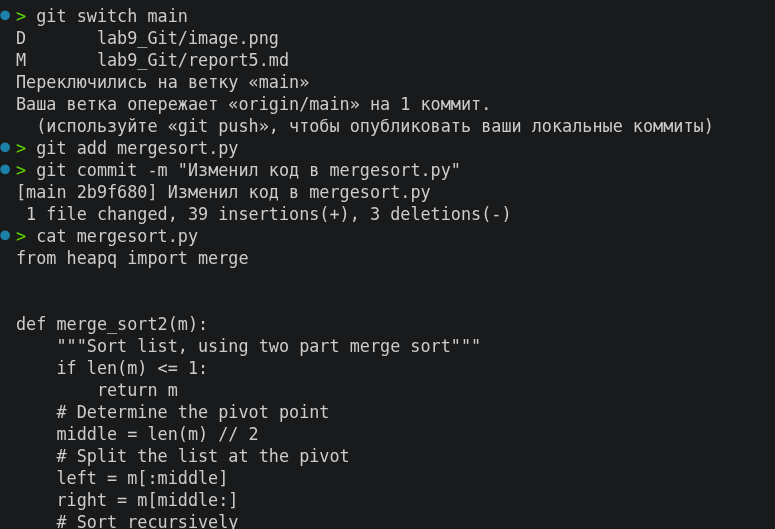 > git switch main
D       lab9_Git/image.png
M       lab9_Git/report5.md
Переключились на ветку «main»
Ваша ветка опережает «origin/main» на 1 коммит.
  (используйте «git push», чтобы опубликовать ваши локальные коммиты)
> git add mergesort.py
> git commit -m "Изменил код в mergesort.py"
[main 2b9f680] Изменил код в mergesort.py
 1 file changed, 39 insertions(+), 3 deletions(-)
> cat mergesort.py
from heapq import merge
def merge_sort2(m):
    """Sort list, using two part merge sort"""
    if len(m) <= 1:
        return m
    # Determine the pivot point
    middle = len(m) // 2
    # Split the list at the pivot
    left = m[:middle]
    right = m[middle:]
    # Sort recursively